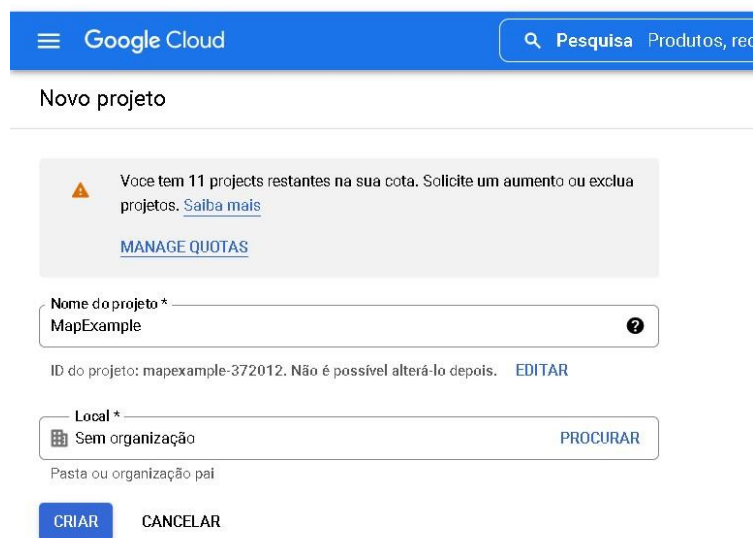 Google Cloud
Pesquisa Produtos, rec
Novo projeto
Voce tem 11 projects restantes na sua cota. Solicite um aumento ou exclua
projetos. Saiba mais
MANAGE QUOTAS
Nome do projeto *
MapExample
ID do projeto: mapexample-372012. Não é possível alterá-lo depois. EDITAR
Local *
Sem organização PROCURAR
Pasta ou organização pai
CRIAR CANCELAR